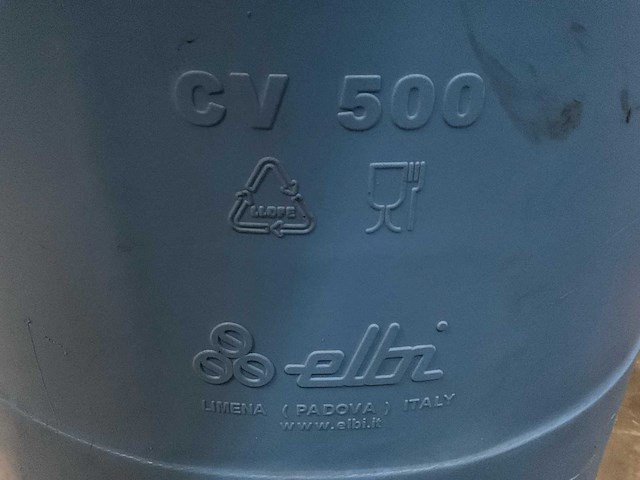 CV 500
LLDPE
elbi
LIMENA ( PADOVA ) ITALY
www.elbi.it